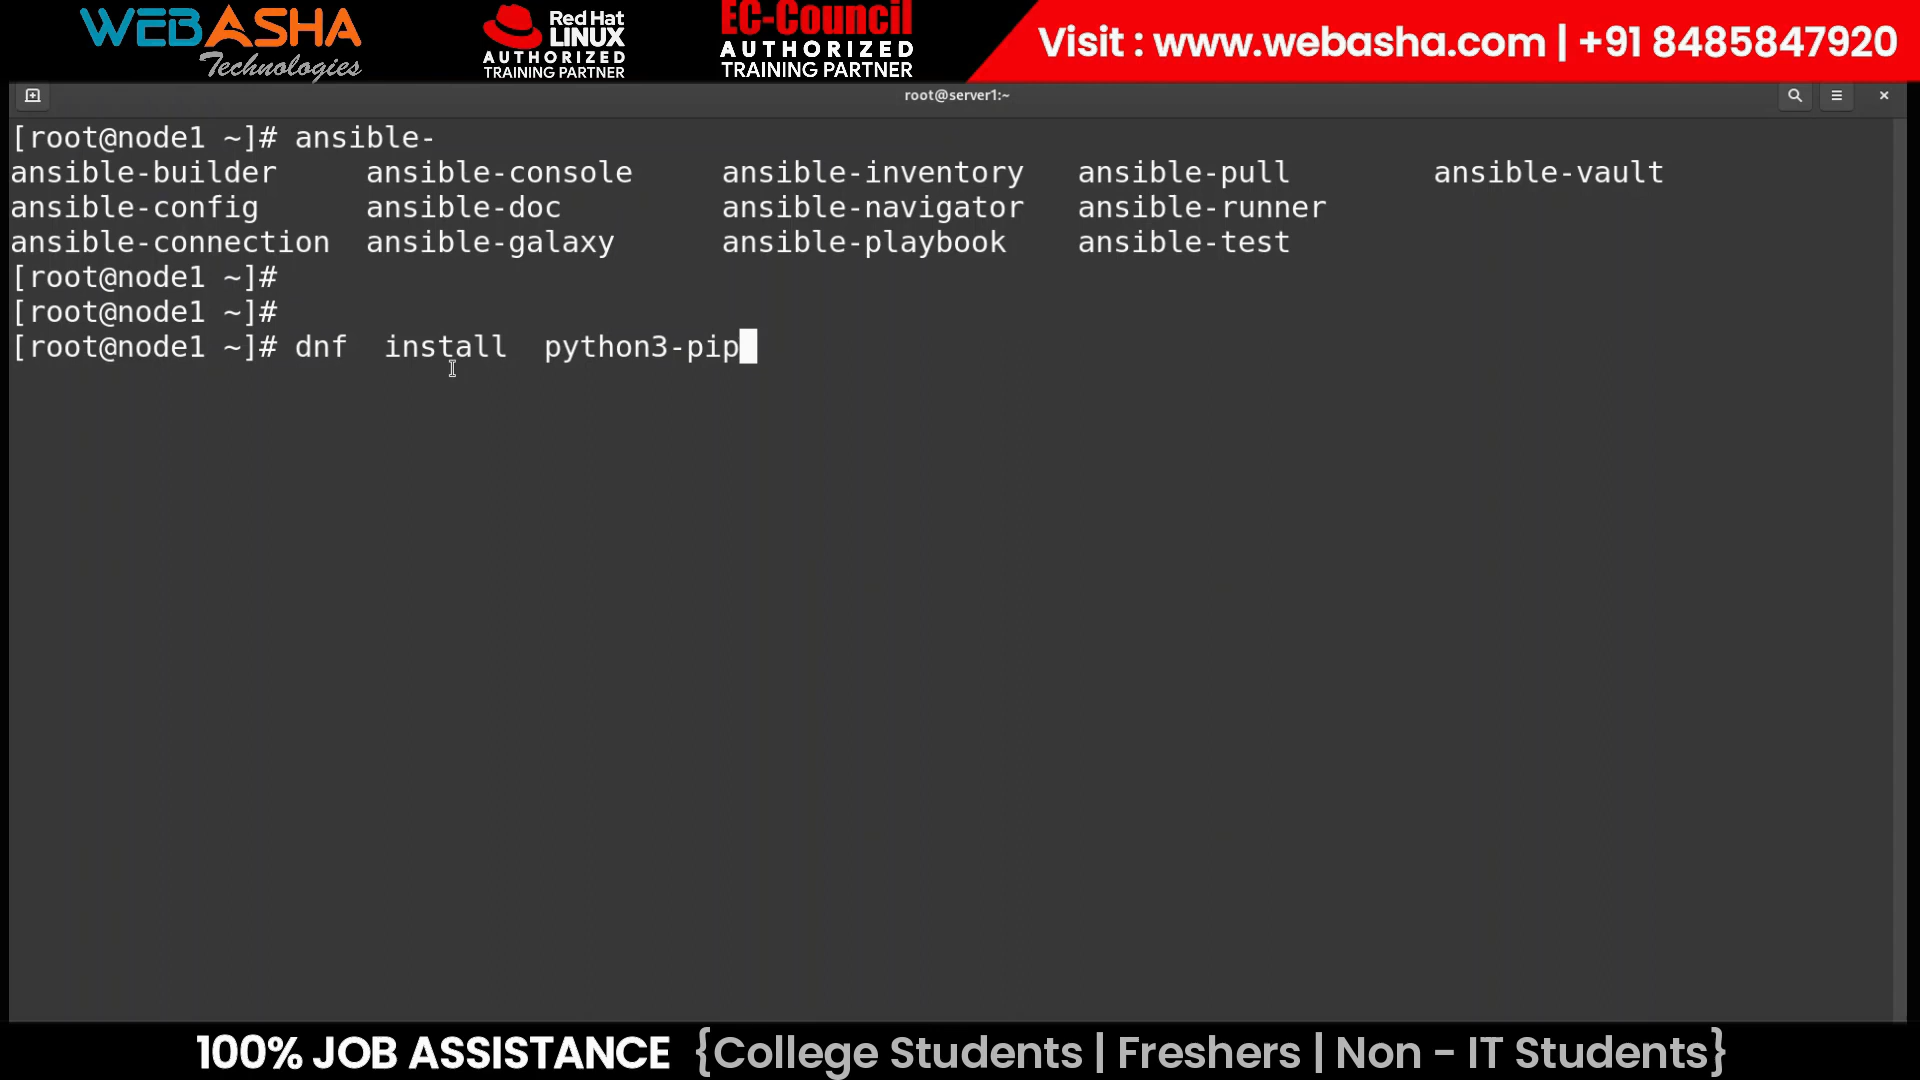 WEBASHA
Technologies
Red Hat
LINUX
AUTHORIZED
TRAINING PARTNER
EC-Council
AUTHORIZED
TRAINING PARTNER
Visit : www.webasha.com | +91 8485847920
root@server1:~
[root@node1 ~]# ansible-
ansible-builder ansible-console ansible-inventory ansible-pull ansible-vault
ansible-config ansible-doc ansible-navigator ansible-runner
ansible-connection ansible-galaxy ansible-playbook ansible-test
[root@node1 ~]#
[root@node1 ~]#
[root@node1 ~]# dnf  install  python3-pip
100% JOB ASSISTANCE {College Students | Freshers | Non - IT Students}